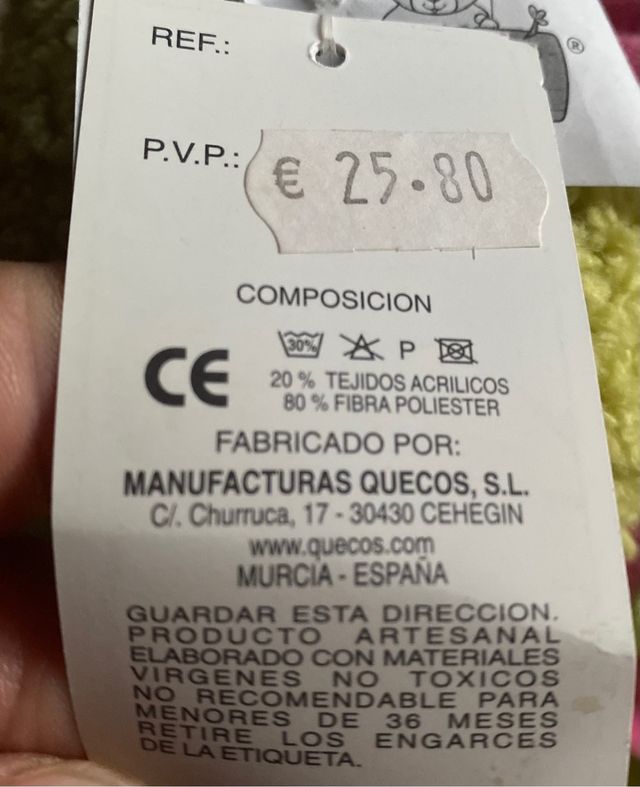 ®
REF.:
P.V.P.: € 25.80
COMPOSICION
30% P
CE
20 % TEJIDOS ACRILICOS
80 % FIBRA POLIESTER
FABRICADO POR:
MANUFACTURAS QUECOS, S.L.
C/. Churruca, 17 - 30430 CEHEGIN
www.quecos.com
MURCIA - ESPAÑA
GUARDAR ESTA DIRECCION.
PRODUCTO ARTESANAL
ELABORADO CON MATERIALES
VIRGENES NO TOXICOS
NO RECOMENDABLE PARA
MENORES DE 36 MESES
RETIRE LOS ENGARCES
DE LA ETIQUETA.